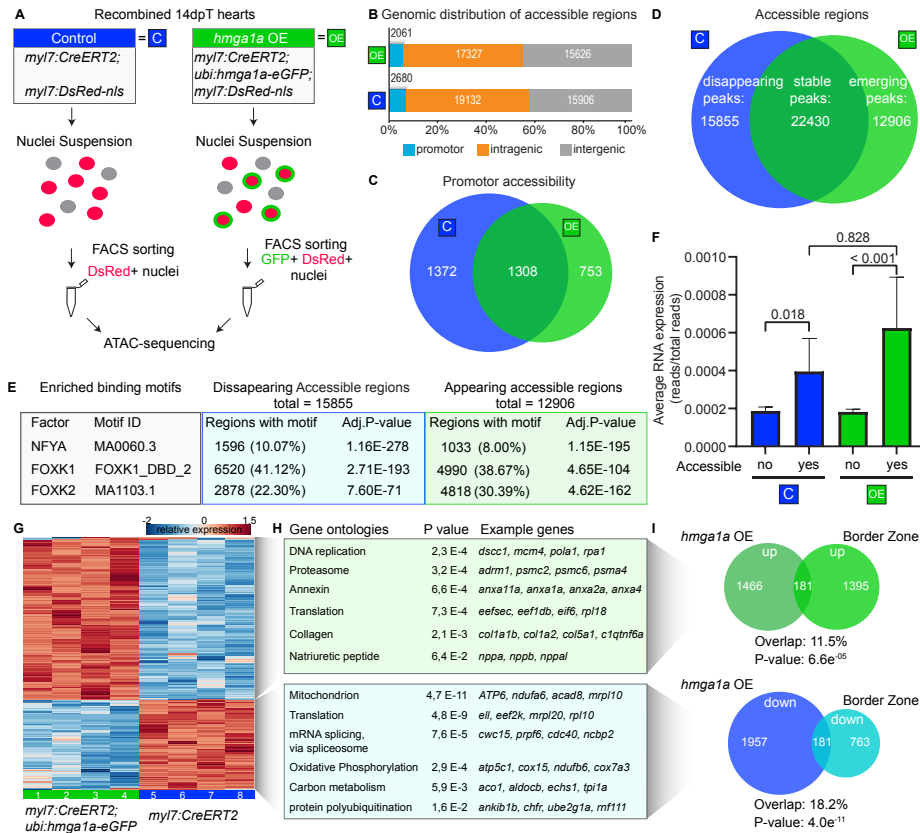 A
Recombined 14dpT hearts
Control
= C
myl7:CreERT2;
myl7:DsRed-nls
hmga1a OE
= OE
myl7:CreERT2;
ubi:hmga1a-eGFP;
myl7:DsRed-nls
Nuclei Suspension
Nuclei Suspension
FACS sorting
DsRed+ nuclei
FACS sorting
GFP+ DsRed+
nuclei
ATAC-sequencing
B
Genomic distribution of accessible regions
2061
OE
17327
15626
2680
C
19132
15906
0%
20%
40%
60%
80%
100%
promotor
intragenic
intergenic
C
Promotor accessibility
C
OE
1372
1308
753
D
Accessible regions
C
OE
disappearing
peaks:
15855
stable
peaks:
22430
emerging
peaks:
12906
E
Enriched binding motifs
Dissapearing Accessible regions
total = 15855
Appearing accessible regions
total = 12906
Factor Motif ID Regions with motif Adj.P-value Regions with motif Adj.P-value
NFYA MA0060.3 1596 (10.07%) 1.16E-278 1033 (8.00%) 1.15E-195
FOXK1 FOXK1_DBD_2 6520 (41.12%) 2.71E-193 4990 (38.67%) 4.65E-104
FOXK2 MA1103.1 2878 (22.30%) 7.60E-71 4818 (30.39%) 4.62E-162
F
Average RNA expression
(reads/total reads)
0.0010
0.0008
0.0006
0.0004
0.0002
0.0000
0.828
< 0.001
0.018
Accessible no yes no yes
C
OE
G
-2 0 1.5
relative expression
1 2 3 4 5 6 7 8
myl7:CreERT2;
ubi:hmga1a-eGFP
myl7:CreERT2
H
Gene ontologies P value Example genes
DNA replication 2,3 E-4 dscc1, mcm4, pola1, rpa1
Proteasome 3,2 E-4 adrm1, psmc2, psmc6, psma4
Annexin 6,6 E-4 anxa11a, anxa1a, anxa2a, anxa4
Translation 7,3 E-4 eefsec, eef1db, eif6, rpl18
Collagen 2,1 E-3 col1a1b, col1a2, col5a1, c1qtnf6a
Natriuretic peptide 6,4 E-2 nppa, nppb, nppal
Mitochondrion 4,7 E-11 ATP6, ndufa6, acad8, mrpl10
Translation 4,8 E-9 ell, eef2k, mrpl20, rpl10
mRNA splicing,
via spliceosome 7,6 E-5 cwc15, prpf6, cdc40, ncbp2
Oxidative Phosphorylation 2,9 E-4 atp5c1, cox15, ndufb6, cox7a3
Carbon metabolism 5,9 E-3 aco1, aldocb, echs1, tpi1a
protein polyubiquitination 1,6 E-2 ankib1b, chfr, ube2g1a, rnf111
I
hmga1a OE
Border Zone
up
up
1466
181
1395
Overlap: 11.5%
P-value: 6.6e-05
hmga1a OE
Border Zone
down
down
1957
181
763
Overlap: 18.2%
P-value: 4.0e-11